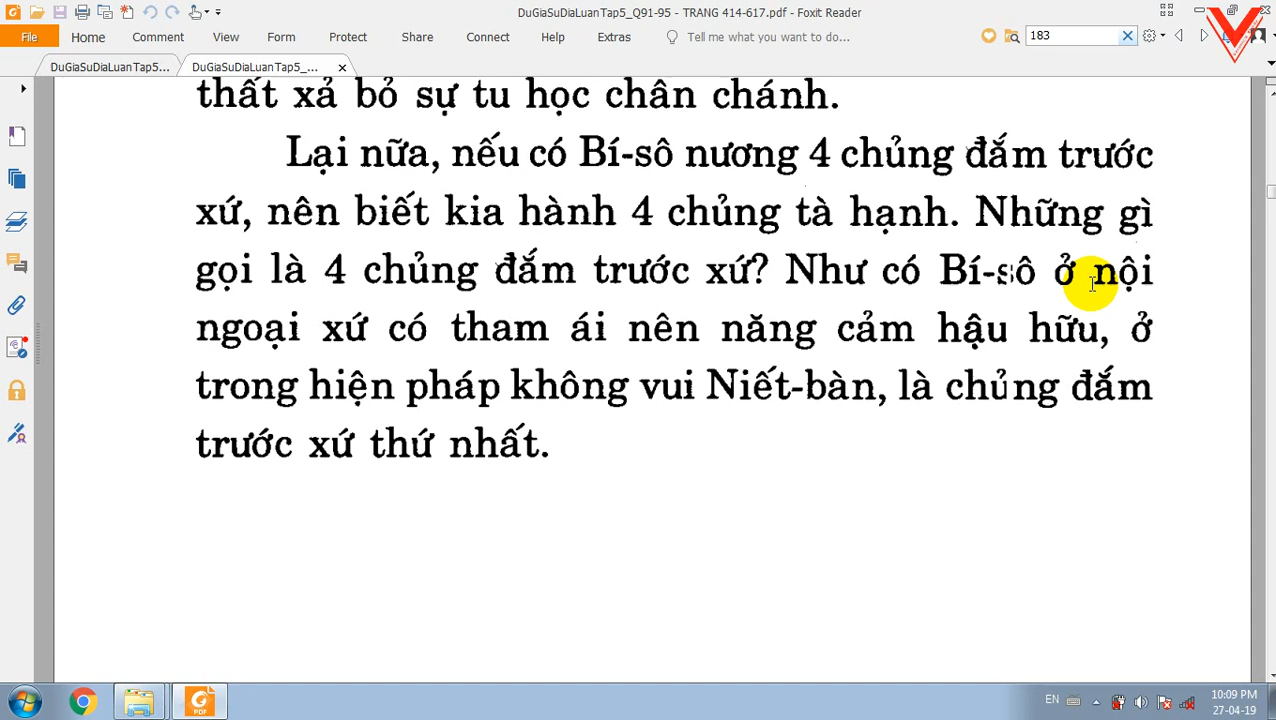 DuGiaSuDiaLuanTap5_Q91-95 - TRANG 414-617.pdf - Foxit Reader
File Home Comment View Form Protect Share Connect Help Extras Tell me what you want to do... 183
DuGiaSuDiaLuanTap5... DuGiaSuDiaLuanTap5_...
thất xả bỏ sự tu học chân chánh.
Lại nữa, nếu có Bí-sô nương 4 chủng đắm trước
xứ, nên biết kia hành 4 chủng tà hạnh. Những gì
gọi là 4 chủng đắm trước xứ? Như có Bí-sô ở nội
ngoại xứ có tham ái nên năng cảm hậu hữu, ở
trong hiện pháp không vui Niết-bàn, là chủng đắm
trước xứ thứ nhất.
EN 10:09 PM
27-04-19